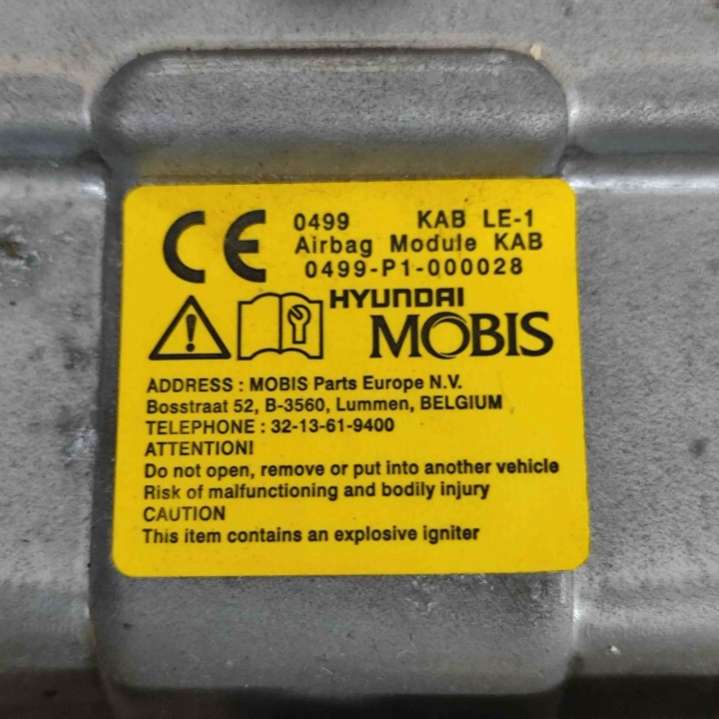 CE 0499 KAB LE-1
Airbag Module KAB
0499-P1-000028
HYUNDAI
MOBIS
ADDRESS : MOBIS Parts Europe N.V.
Bosstraat 52, B-3560, Lummen, BELGIUM
TELEPHONE : 32-13-61-9400
ATTENTION!
Do not open, remove or put into another vehicle
Risk of malfunctioning and bodily injury
CAUTION
This item contains an explosive igniter